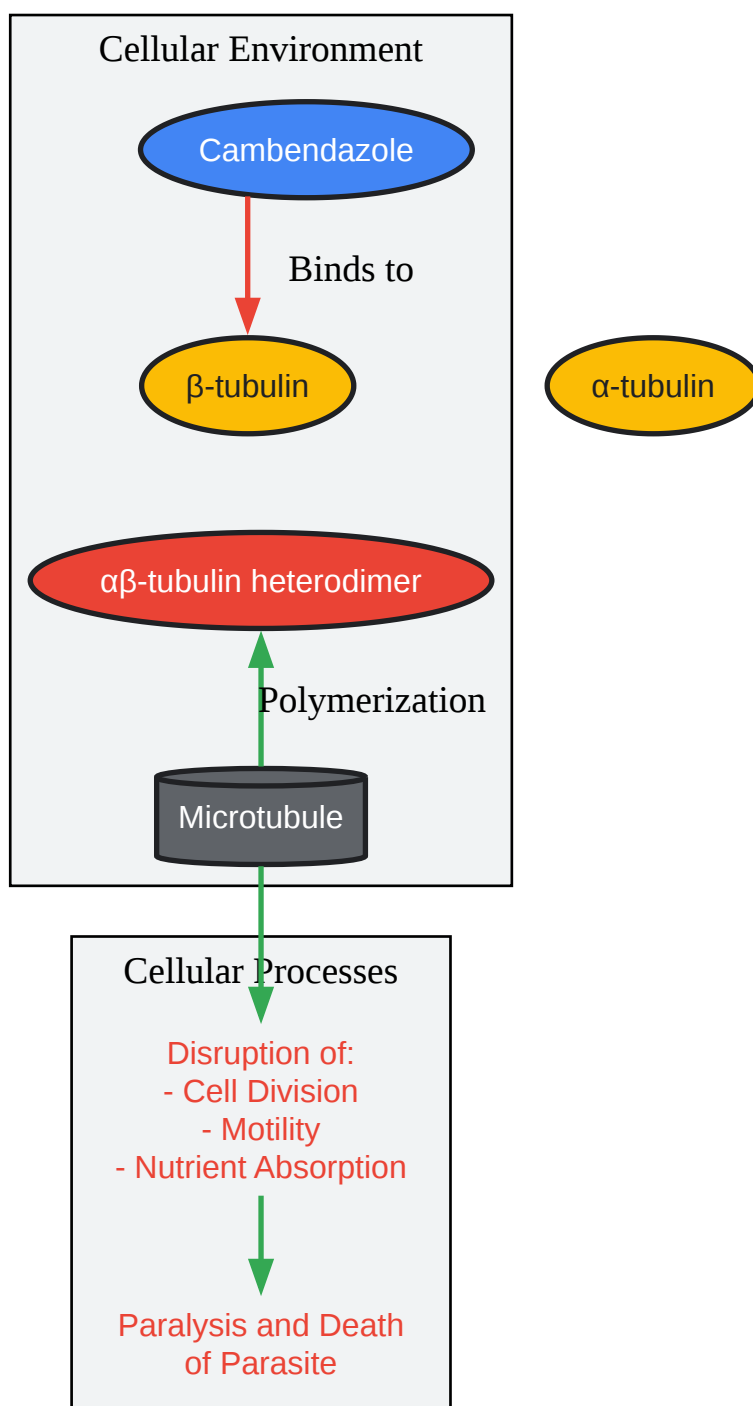 Cellular Environment
Cambendazole
Binds to
β-tubulin
α-tubulin
αβ-tubulin heterodimer
Polymerization
Microtubule
Cellular Processes
Disruption of:
- Cell Division
- Motility
- Nutrient Absorption
Paralysis and Death
of Parasite